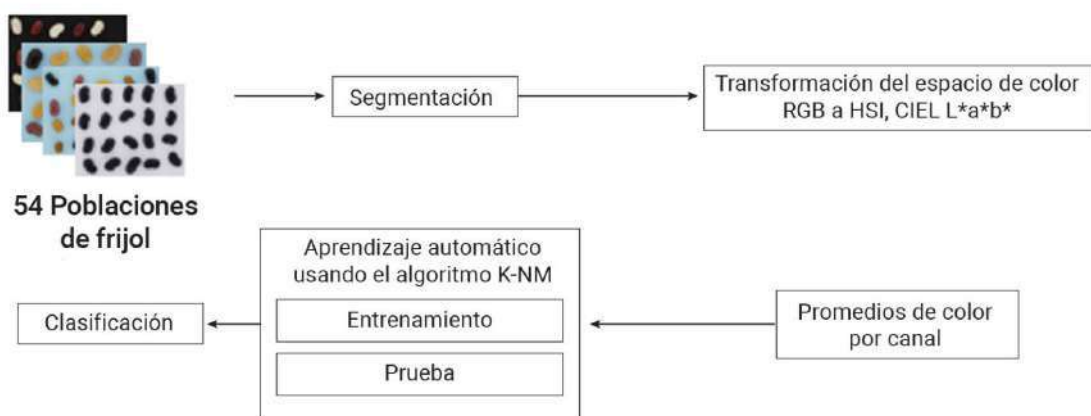 54 Poblaciones
de frijol
Segmentación
Transformación del espacio de color
RGB a HSI, CIEL L*a*b*
Promedios de color
por canal
Aprendizaje automático
usando el algoritmo K-NM
Entrenamiento
Prueba
Clasificación